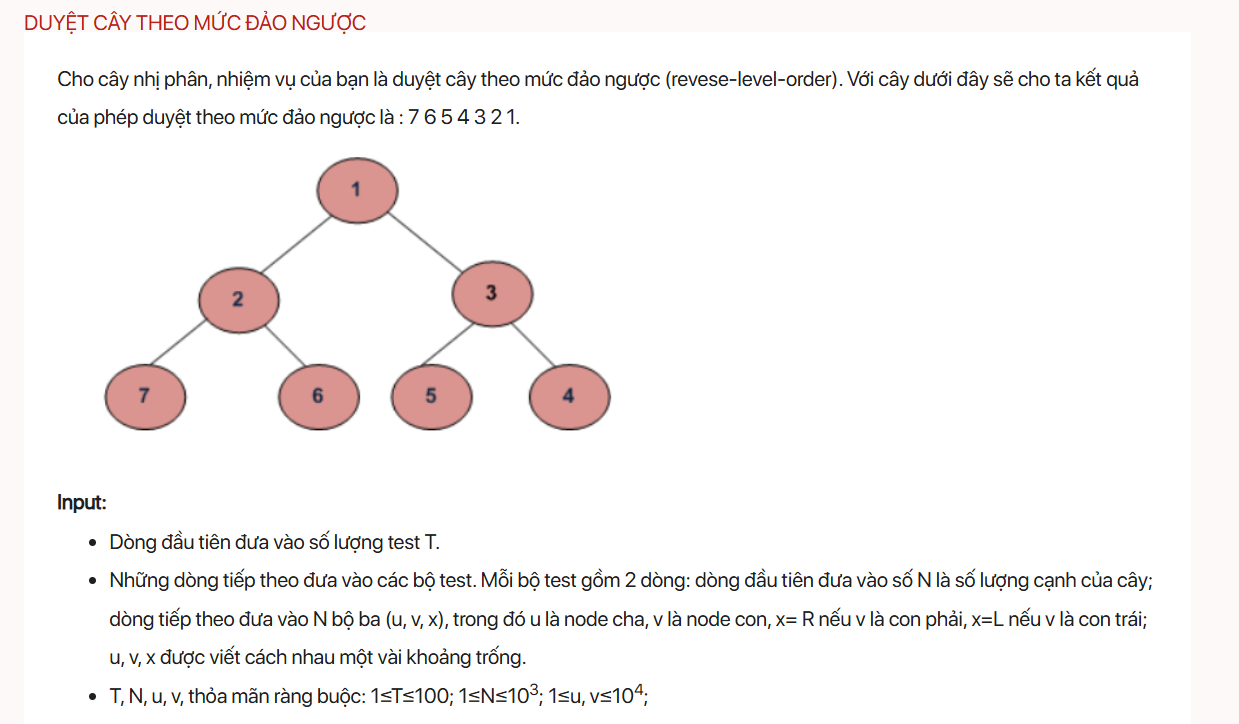 DUYỆT CÂY THEO MỨC ĐẢO NGƯỢC
Cho cây nhị phân, nhiệm vụ của bạn là duyệt cây theo mức đảo ngược (revese-level-order). Với cây dưới đây sẽ cho ta kết quả
của phép duyệt theo mức đảo ngược là : 7 6 5 4 3 2 1.
1
2
3
7
6
5
4
Input:
• Dòng đầu tiên đưa vào số lượng test T.
• Những dòng tiếp theo đưa vào các bộ test. Mỗi bộ test gồm 2 dòng: dòng đầu tiên đưa vào số N là số lượng cạnh của cây;
dòng tiếp theo đưa vào N bộ ba (u, v, x), trong đó u là node cha, v là node con, x= R nếu v là con phải, x=L nếu v là con trái;
u, v, x được viết cách nhau một vài khoảng trống.
• T, N, u, v, thỏa mãn ràng buộc: 1≤T≤100; 1≤N≤10³; 1≤u, v≤10⁴;